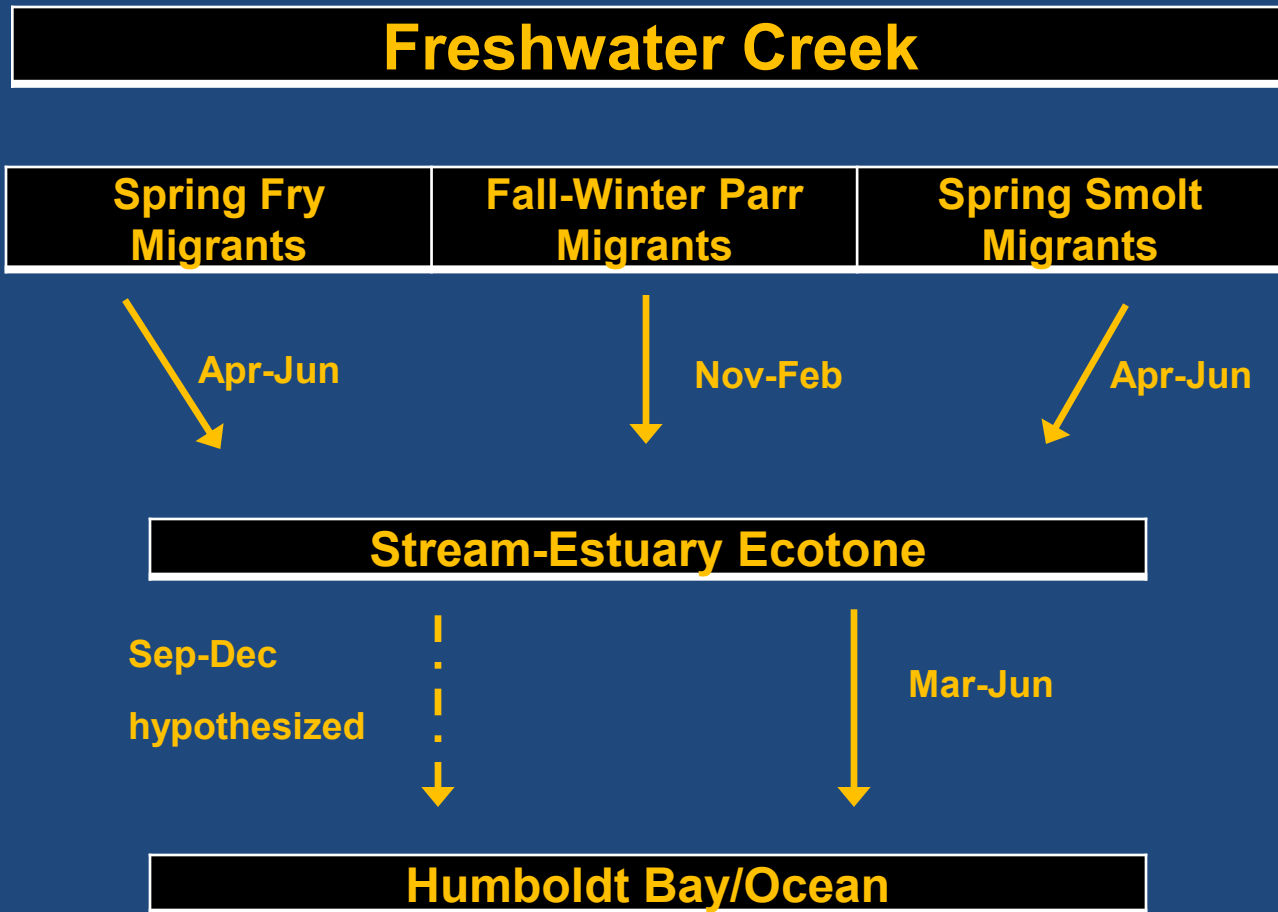 Freshwater Creek
Spring Fry
Migrants
Fall-Winter Parr
Migrants
Spring Smolt
Migrants
Apr-Jun
Nov-Feb
Apr-Jun
Stream-Estuary Ecotone
Sep-Dec
hypothesized
Mar-Jun
Humboldt Bay/Ocean